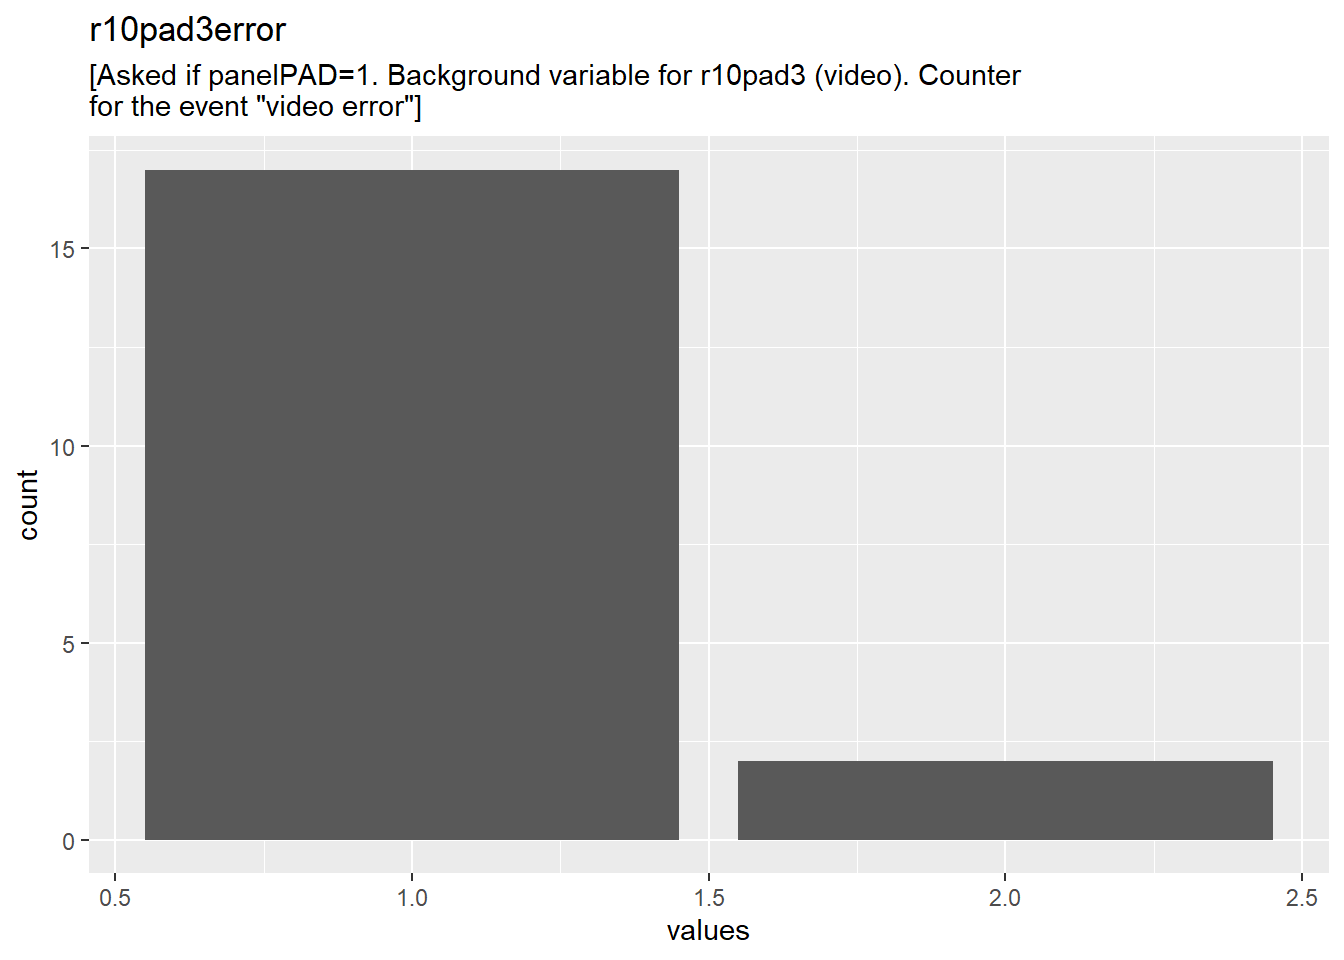 r10pad3error
[Asked if panelPAD=1. Background variable for r10pad3 (video). Counter
for the event "video error"]
15
10
5
0
count
0.5 1.0 1.5 2.0 2.5
values